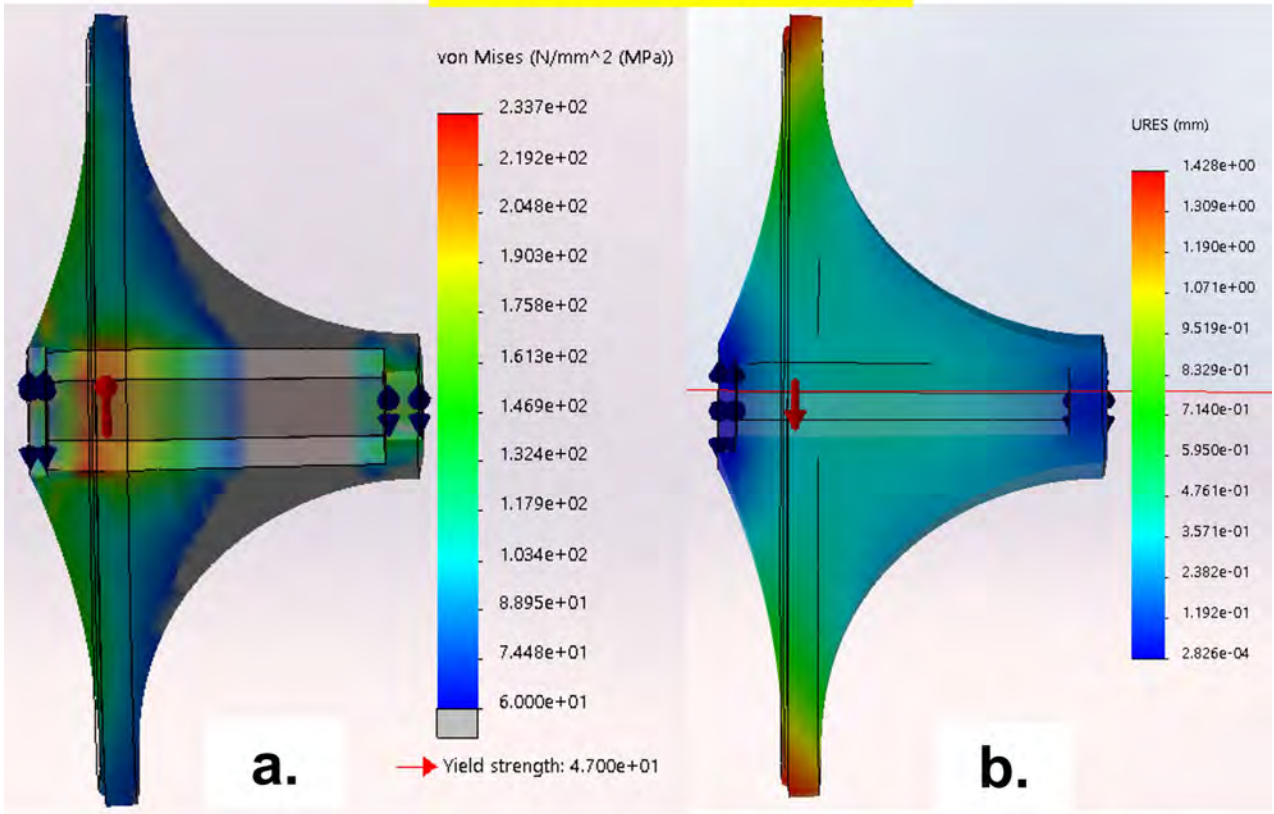 von Mises (N/mm^2 (MPa))
2.337e+02
2.192e+02
2.048e+02
1.903e+02
1.758e+02
1.613e+02
1.469e+02
1.324e+02
1.179e+02
1.034e+02
8.895e+01
7.448e+01
6.000e+01
Yield strength: 4.700e+01
a.
URES (mm)
1.428e+00
1.309e+00
1.190e+00
1.071e+00
9.519e-01
8.329e-01
7.140e-01
5.950e-01
4.761e-01
3.571e-01
2.382e-01
1.192e-01
2.826e-04
b.